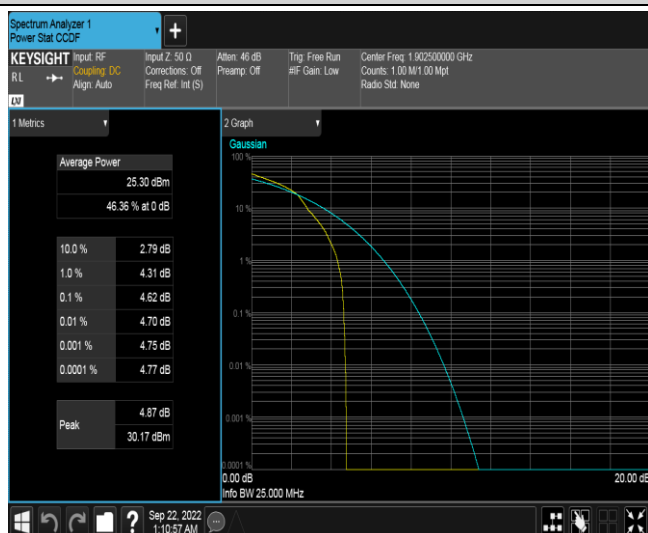 Spectrum Analyzer 1
Power Stat CCDF
+
KEYSIGHT
RL
LXI
Input: RF
Coupling: DC
Align: Auto
Input Z: 50 Ω
Corrections: Off
Freq Ref: Int (S)
Atten: 46 dB
Preamp: Off
Trig: Free Run
#IF Gain: Low
Center Freq: 1.902500000 GHz
Counts: 1.00 M/1.00 Mpt
Radio Std: None
1 Metrics
Average Power
25.30 dBm
46.36 % at 0 dB
10.0 % 2.79 dB
1.0 % 4.31 dB
0.1 % 4.62 dB
0.01 % 4.70 dB
0.001 % 4.75 dB
0.0001 % 4.77 dB
Peak
4.87 dB
30.17 dBm
2 Graph
Gaussian
100 %
10 %
1 %
0.1 %
0.01 %
0.001 %
0.0001 %
0.00 dB 20.00 dB
Info BW 25.000 MHz
?
Sep 22, 2022
1:10:57 AM